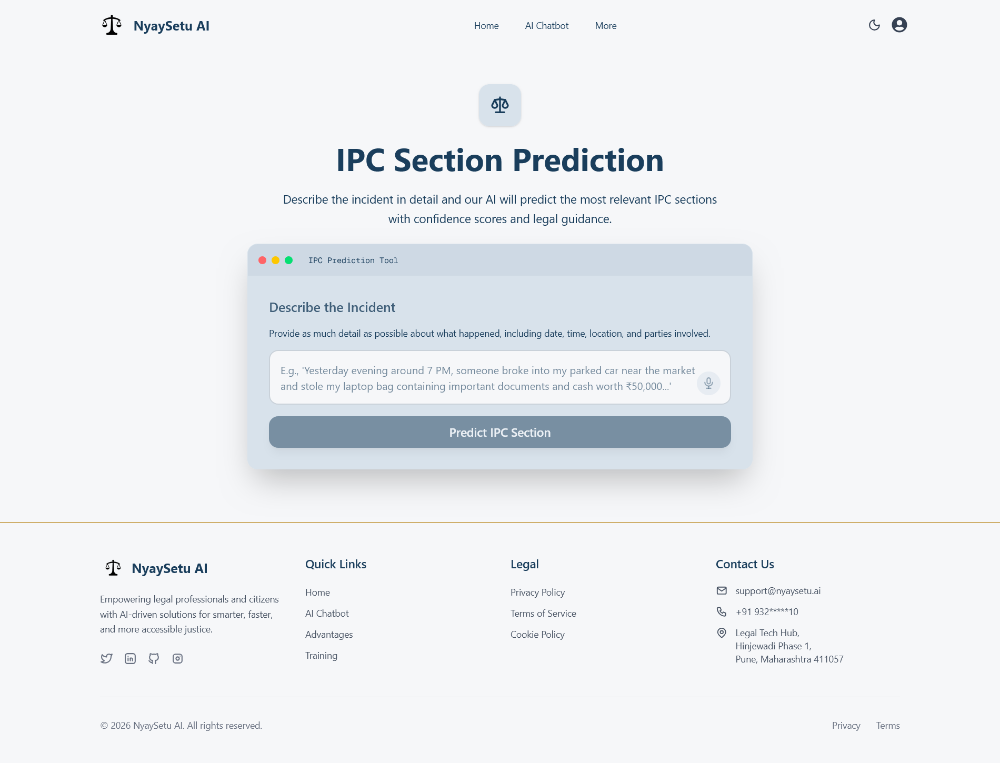 NyaySetu AI
Home
AI Chatbot
More
IPC Section Prediction
Describe the incident in detail and our AI will predict the most relevant IPC sections
with confidence scores and legal guidance.
IPC Prediction Tool
Describe the Incident
Provide as much detail as possible about what happened, including date, time, location, and parties involved.
E.g., 'Yesterday evening around 7 PM, someone broke into my parked car near the market
and stole my laptop bag containing important documents and cash worth ₹50,000...'
Predict IPC Section
NyaySetu AI
Empowering legal professionals and citizens
with AI-driven solutions for smarter, faster,
and more accessible justice.
Quick Links
Home
AI Chatbot
Advantages
Training
Legal
Privacy Policy
Terms of Service
Cookie Policy
Contact Us
support@nyaysetu.ai
+91 932*****10
Legal Tech Hub,
Hinjewadi Phase 1,
Pune, Maharashtra 411057
© 2026 NyaySetu AI. All rights reserved.
Privacy
Terms